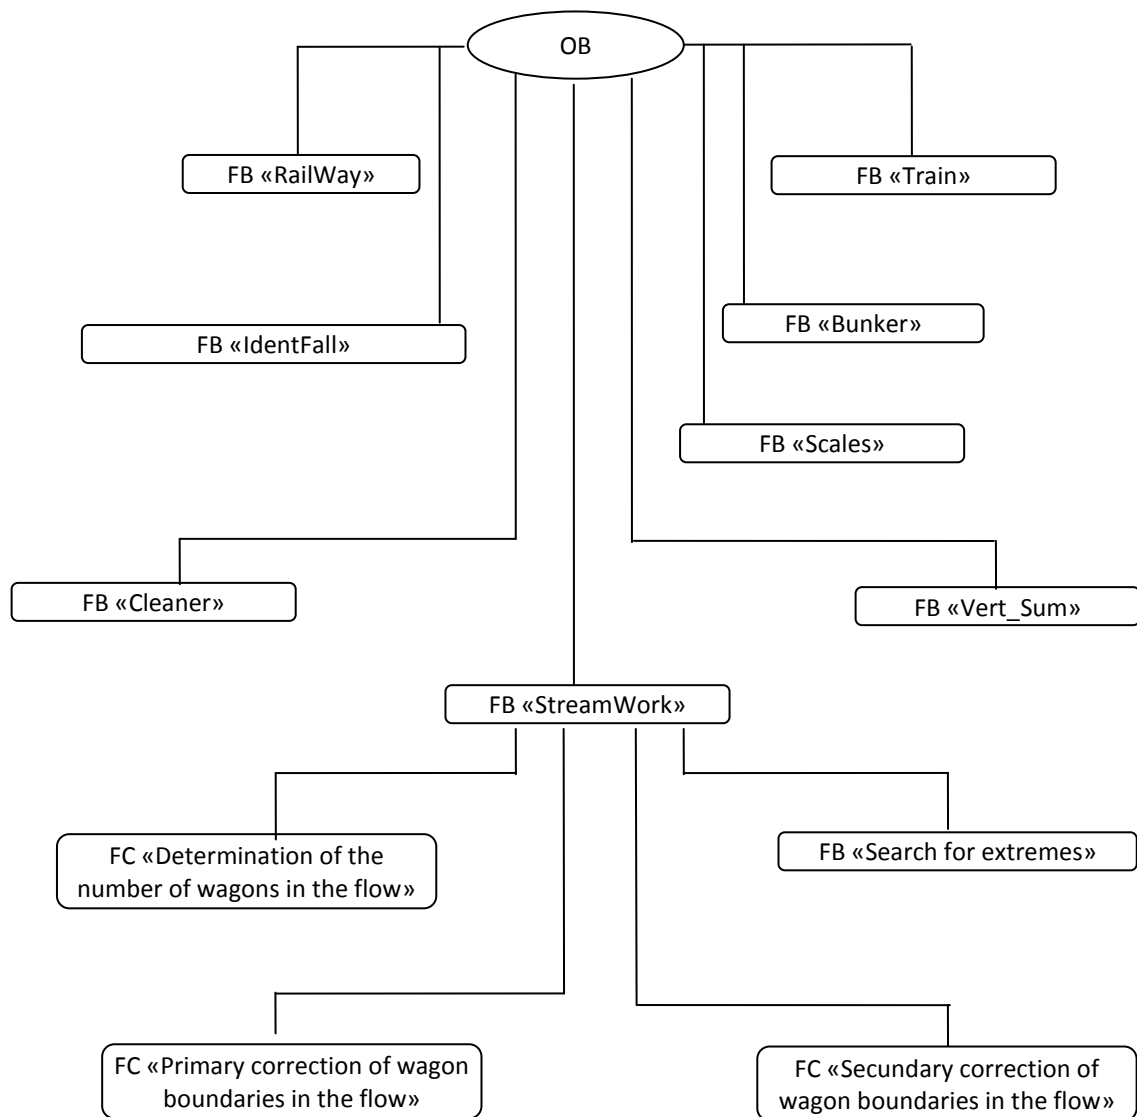 OB
FB «RailWay»
FB «Train»
FB «IdentFall»
FB «Bunker»
FB «Scales»
FB «Cleaner»
FB «Vert_Sum»
FB «StreamWork»
FC «Determination of the
number of wagons in the flow»
FB «Search for extremes»
FC «Primary correction of wagon
boundaries in the flow»
FC «Secundary correction of
wagon boundaries in the flow»